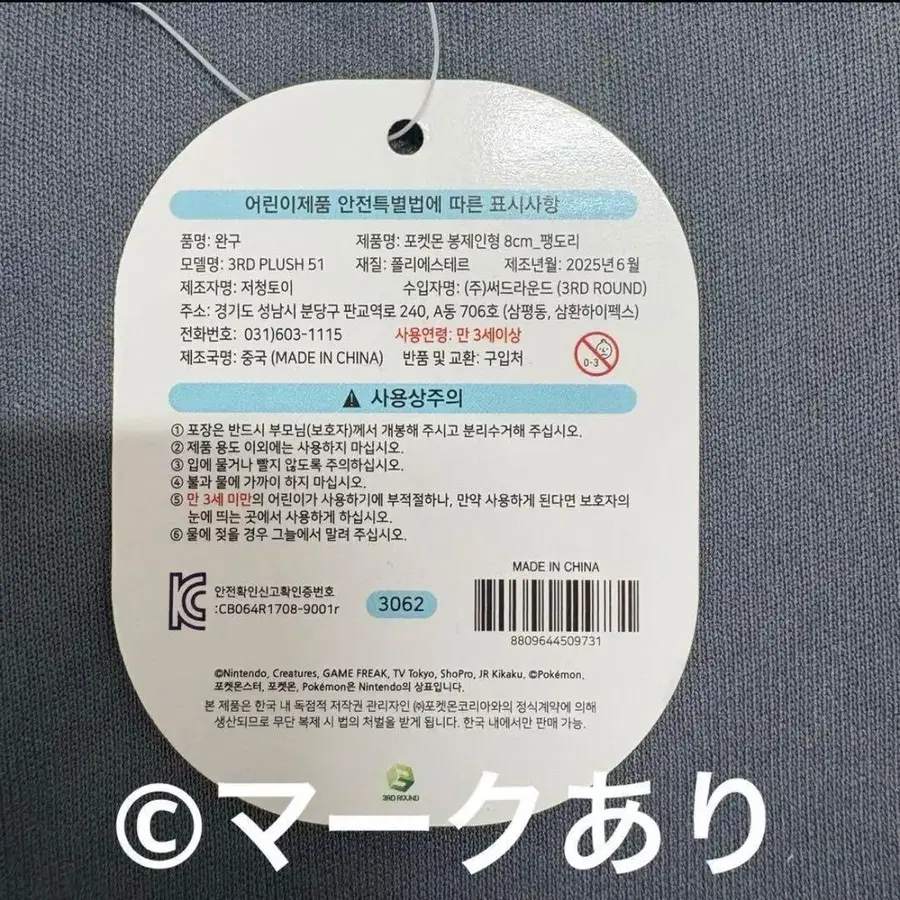 어린이제품 안전특별법에 따른 표시사항
품명: 완구 제품명: 포켓몬 봉제인형 8cm_팽도리
모델명: 3RD PLUSH 51 재질: 폴리에스테르 제조년월: 2025년 6월
제조자명: 저청토이 수입자명: (주)써드라운드 (3RD ROUND)
주소: 경기도 성남시 분당구 판교역로 240, A동 706호 (삼평동, 삼환하이펙스)
전화번호: 031)603-1115 사용연령: 만 3세이상
제조국명: 중국 (MADE IN CHINA) 반품 및 교환: 구입처
0-3
사용상주의
① 포장은 반드시 부모님(보호자)께서 개봉해 주시고 분리수거해 주십시오.
② 제품 용도 이외에는 사용하지 마십시오.
③ 입에 물거나 빨지 않도록 주의하십시오.
④ 불과 물에 가까이 하지 마십시오.
⑤ 만 3세 미만의 어린이가 사용하기에 부적절하나, 만약 사용하게 된다면 보호자의
눈에 띄는 곳에서 사용하게 하십시오.
⑥ 물에 젖을 경우 그늘에서 말려 주십시오.
MADE IN CHINA
안전확인신고확인증번호
:CB064R1708-9001r
3062
8809644509731
©Nintendo, Creatures, GAME FREAK, TV Tokyo, ShoPro, JR Kikaku. ©Pokémon.
포켓몬스터, 포켓몬, Pokémon은 Nintendo의 상표입니다.
본 제품은 한국 내 독점적 저작권 관리자인 ㈜포켓몬코리아와의 정식계약에 의해
생산되므로 무단 복제 시 법의 처벌을 받게 됩니다. 한국 내에서만 판매 가능.
3RD ROUND
©マークあり